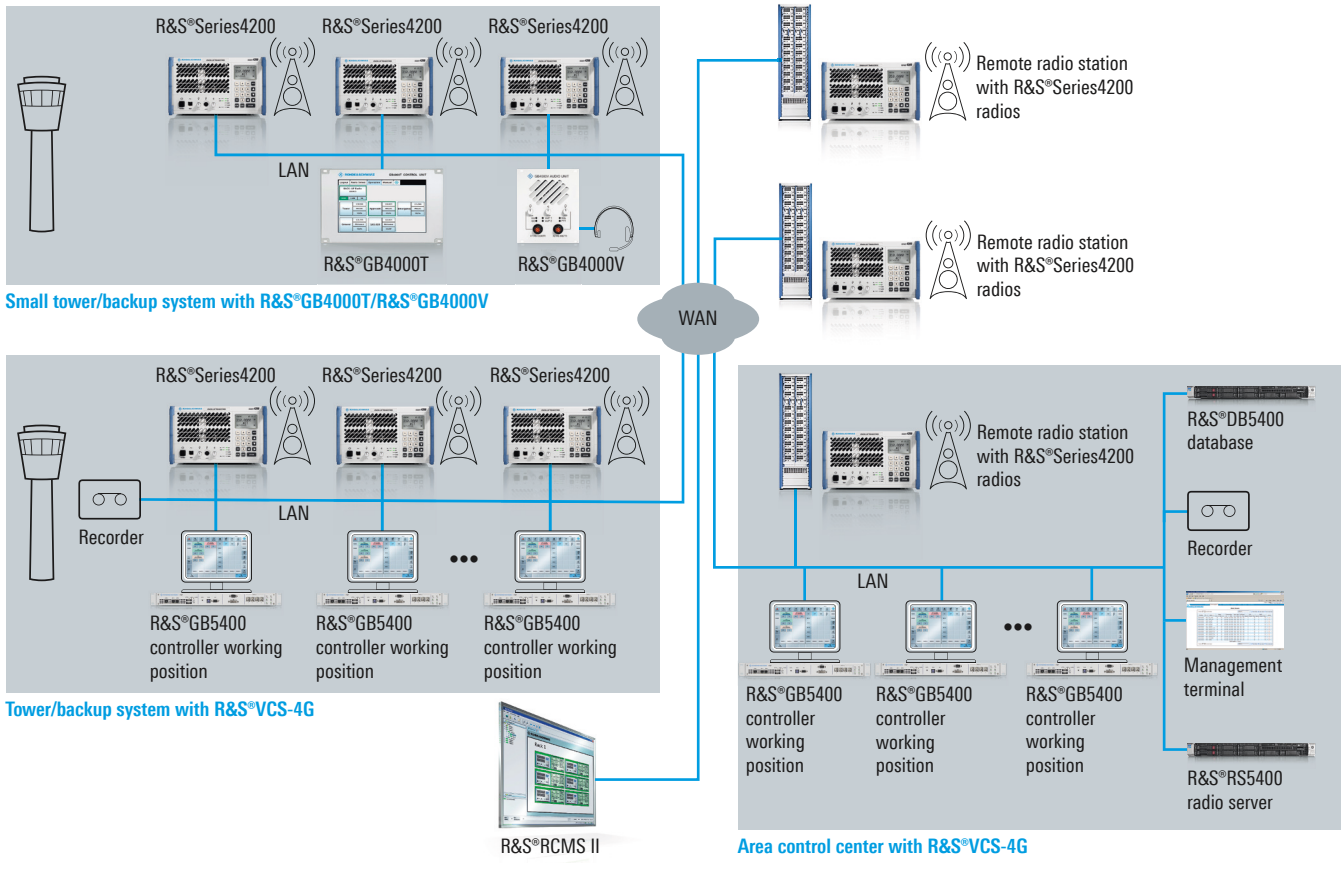 R&S®Series4200
R&S®Series4200
R&S®Series4200
LAN
R&S®GB4000T
R&S®GB4000V
Small tower/backup system with R&S®GB4000T/R&S®GB4000V
Remote radio station
with R&S®Series4200
radios
Remote radio station
with R&S®Series4200
radios
WAN
R&S®Series4200
R&S®Series4200
R&S®Series4200
Recorder
LAN
R&S®GB5400
controller working
position
R&S®GB5400
controller working
position
R&S®GB5400
controller working
position
Tower/backup system with R&S®VCS-4G
R&S®RCMS II
Remote radio station
with R&S®Series4200
radios
R&S®DB5400
database
Recorder
LAN
Management
terminal
R&S®GB5400
controller
working
position
R&S®GB5400
controller
working
position
R&S®GB5400
controller
working
position
R&S®RS5400
radio server
Area control center with R&S®VCS-4G